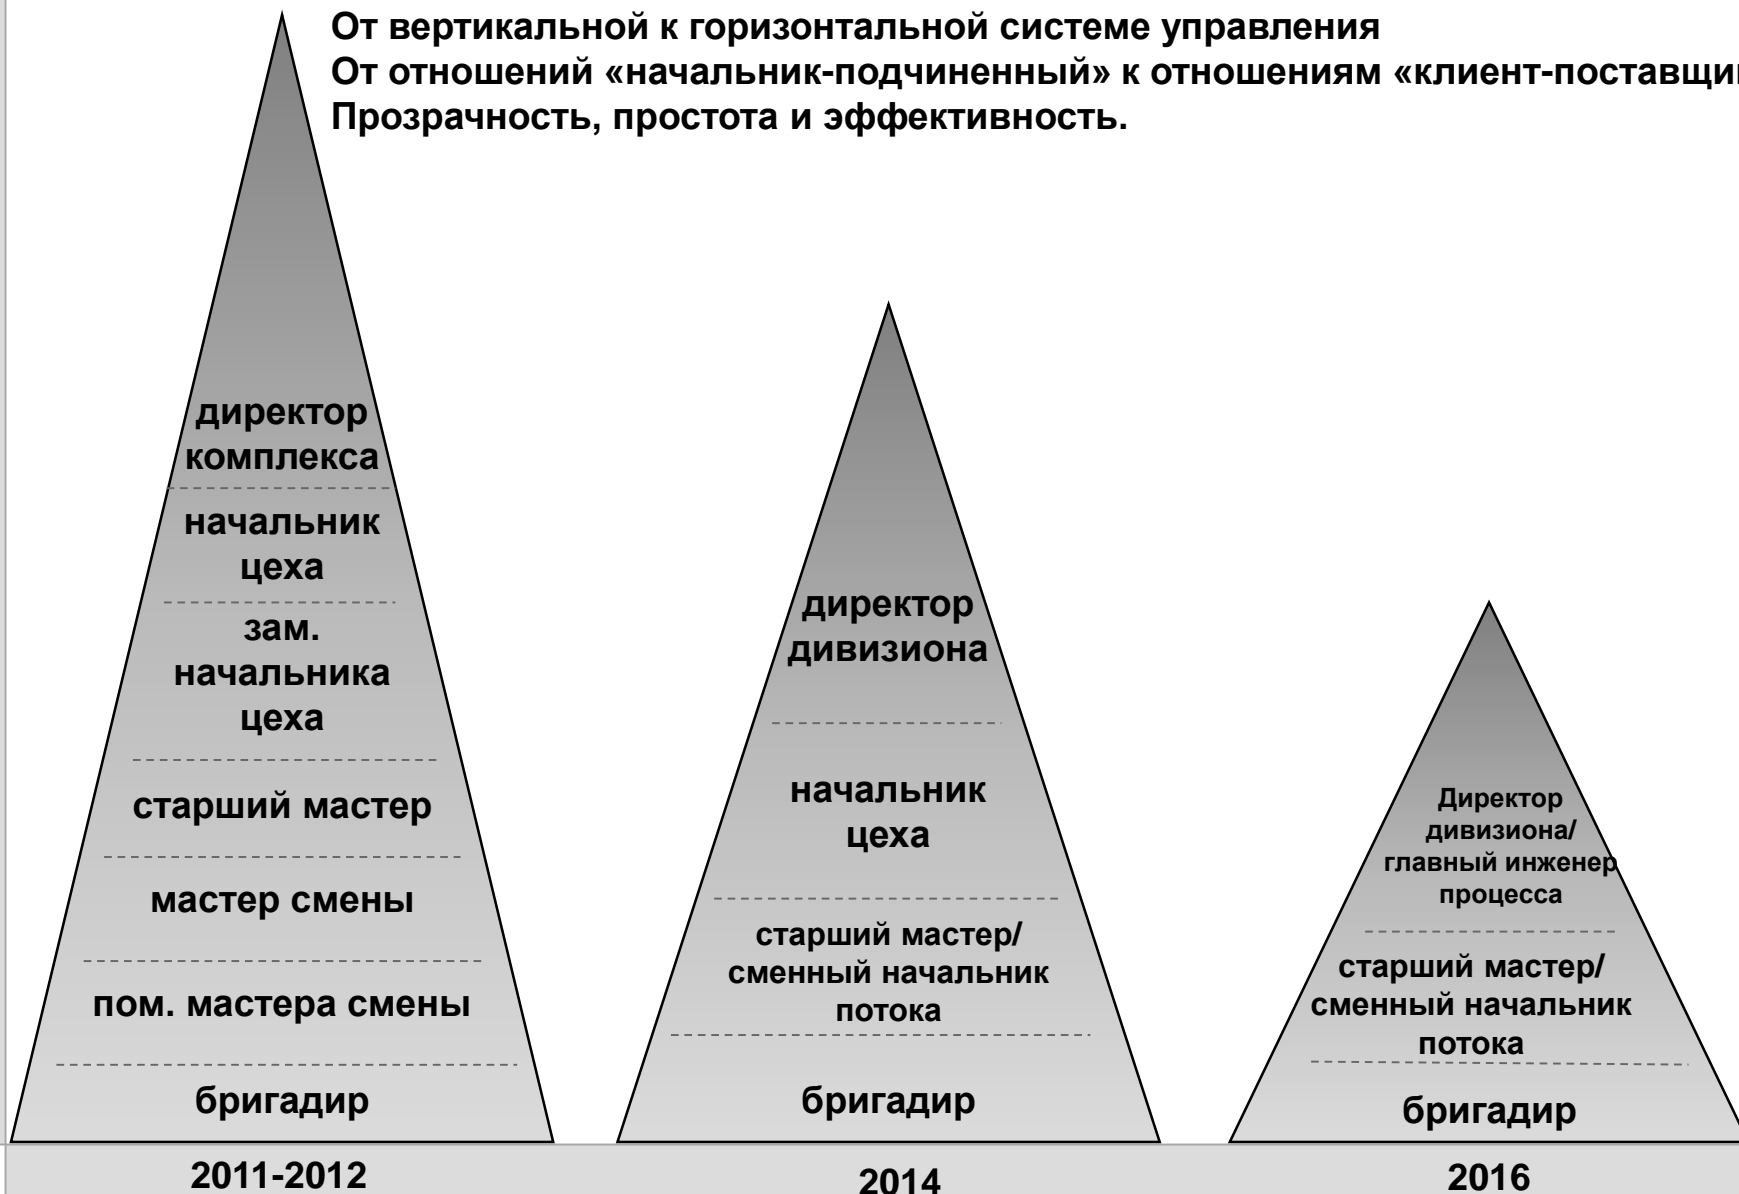 От вертикальной к горизонтальной системе управления
От отношений «начальник-подчиненный» к отношениям «клиент-поставщи
Прозрачность, простота и эффективность.
директор
комплекса
начальник
цеха
зам.
начальника
цеха
старший мастер
мастер смены
пом. мастера смены
бригадир
2011-2012
директор
дивизиона
начальник
цеха
старший мастер/
сменный начальник
потока
бригадир
2014
Директор
дивизиона/
главный инженер
процесса
старший мастер/
сменный начальник
потока
бригадир
2016